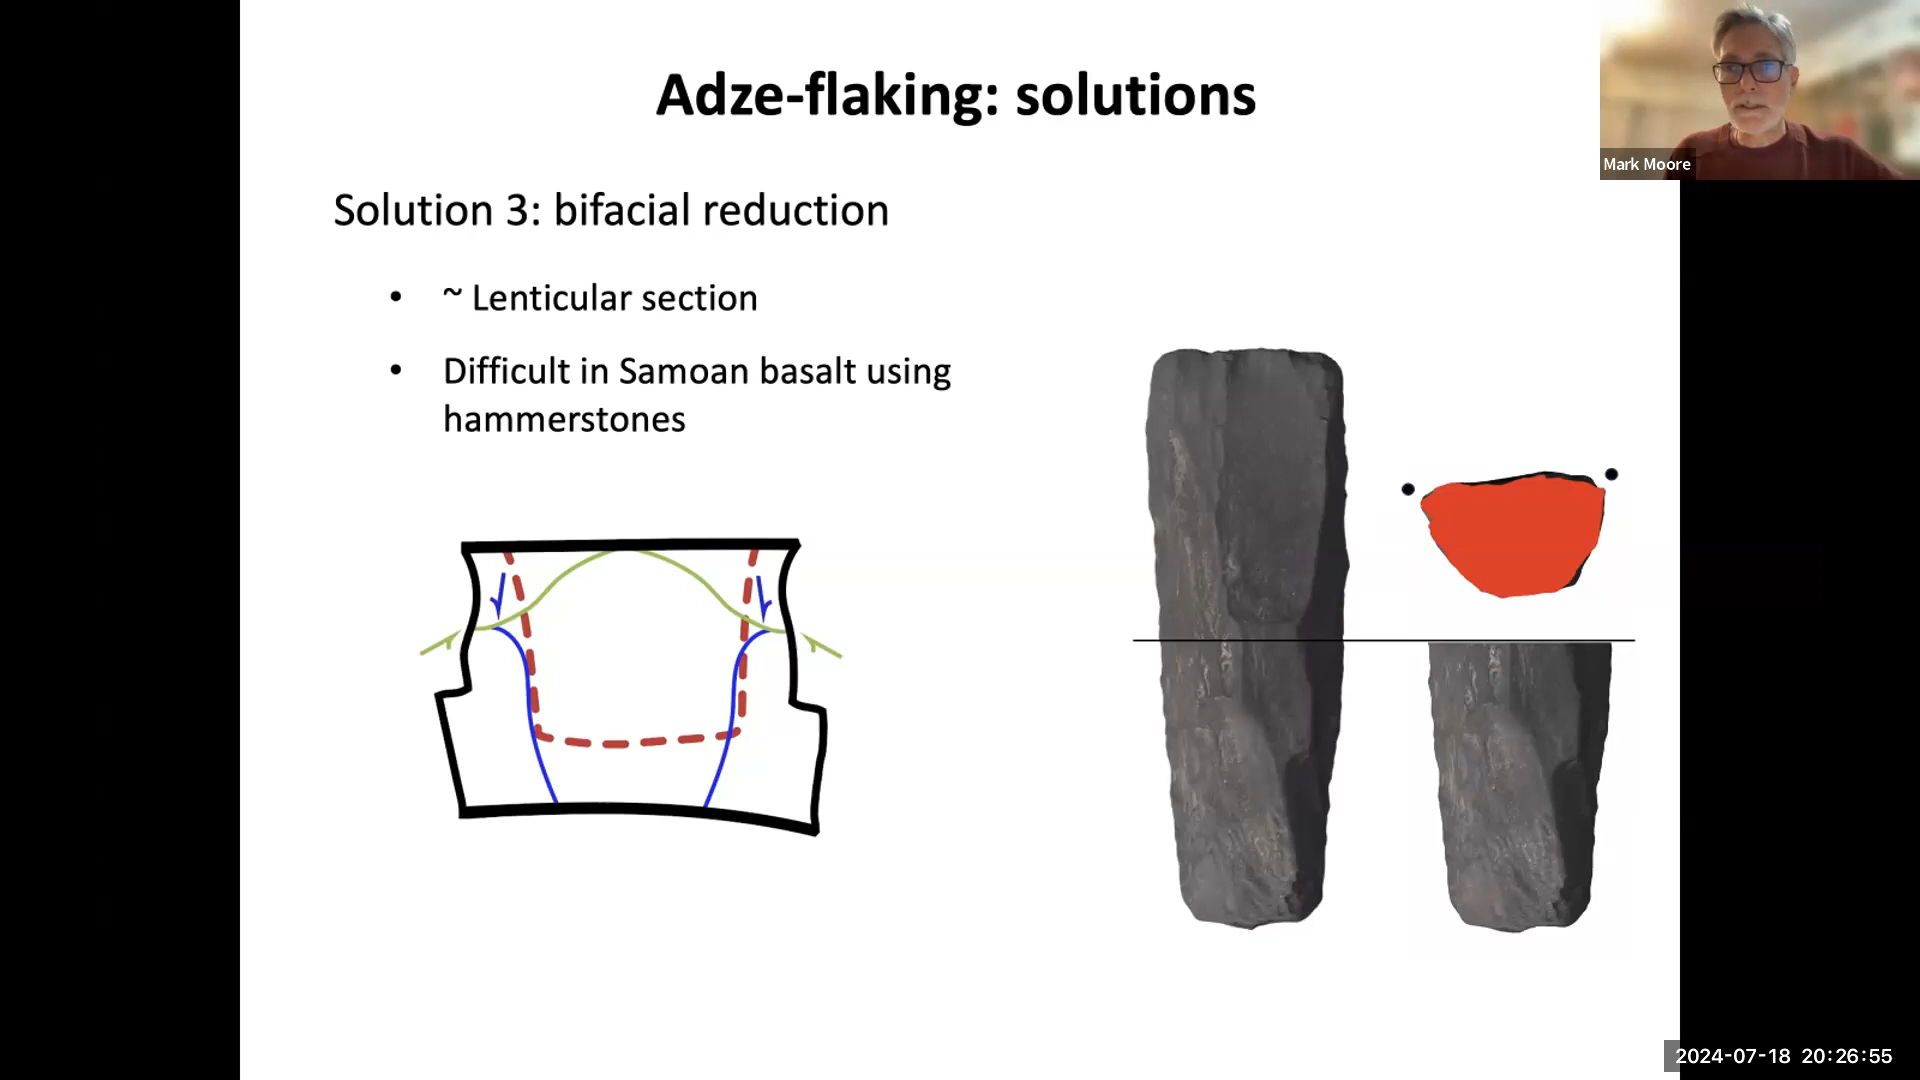 Adze-flaking: solutions
Mark Moore
Solution 3: bifacial reduction
• ~ Lenticular section
• Difficult in Samoan basalt using
hammerstones
2024-07-18 20:26:55